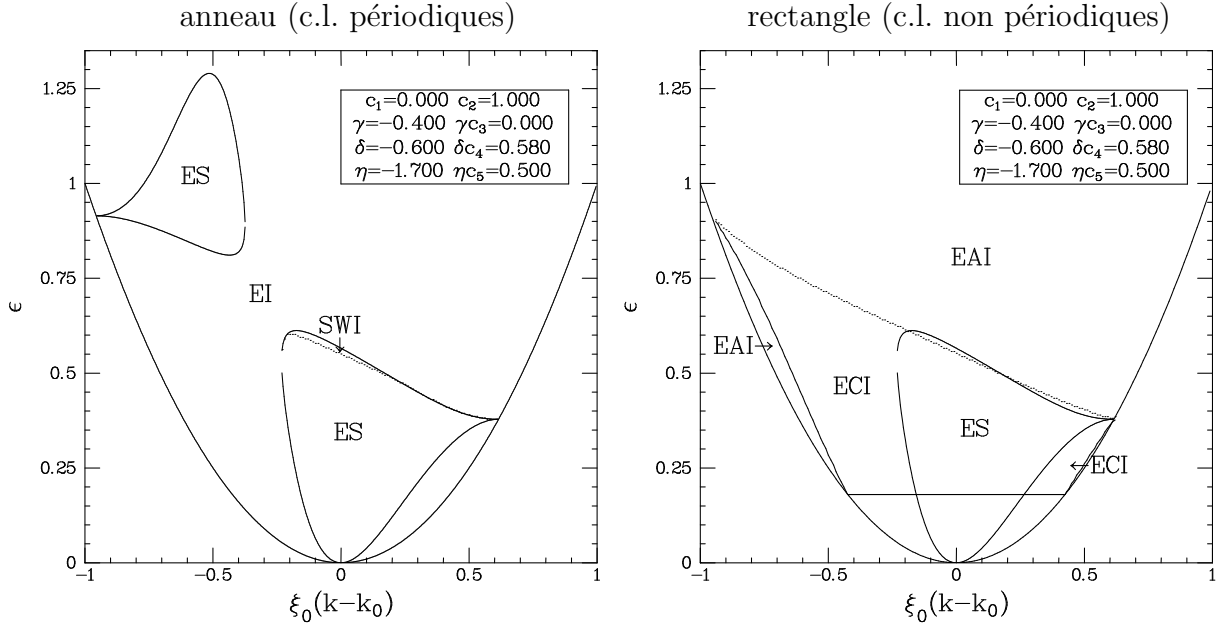 anneau (c.l. périodiques)
1.25
1
0.75
0.5
0.25
0
ϵ
c₁=0.000 c₂=1.000
γ=−0.400 γc₃=0.000
δ=−0.600 δc₄=0.580
η=−1.700 ηc₅=0.500
ES
EI
SWI
ES
−1
−0.5
0
0.5
1
ξ₀(k−k₀)
rectangle (c.l. non périodiques)
1.25
1
0.75
0.5
0.25
0
ϵ
c₁=0.000 c₂=1.000
γ=−0.400 γc₃=0.000
δ=−0.600 δc₄=0.580
η=−1.700 ηc₅=0.500
EAI
EAI→
ECI
ES
←ECI
−1
−0.5
0
0.5
1
ξ₀(k−k₀)